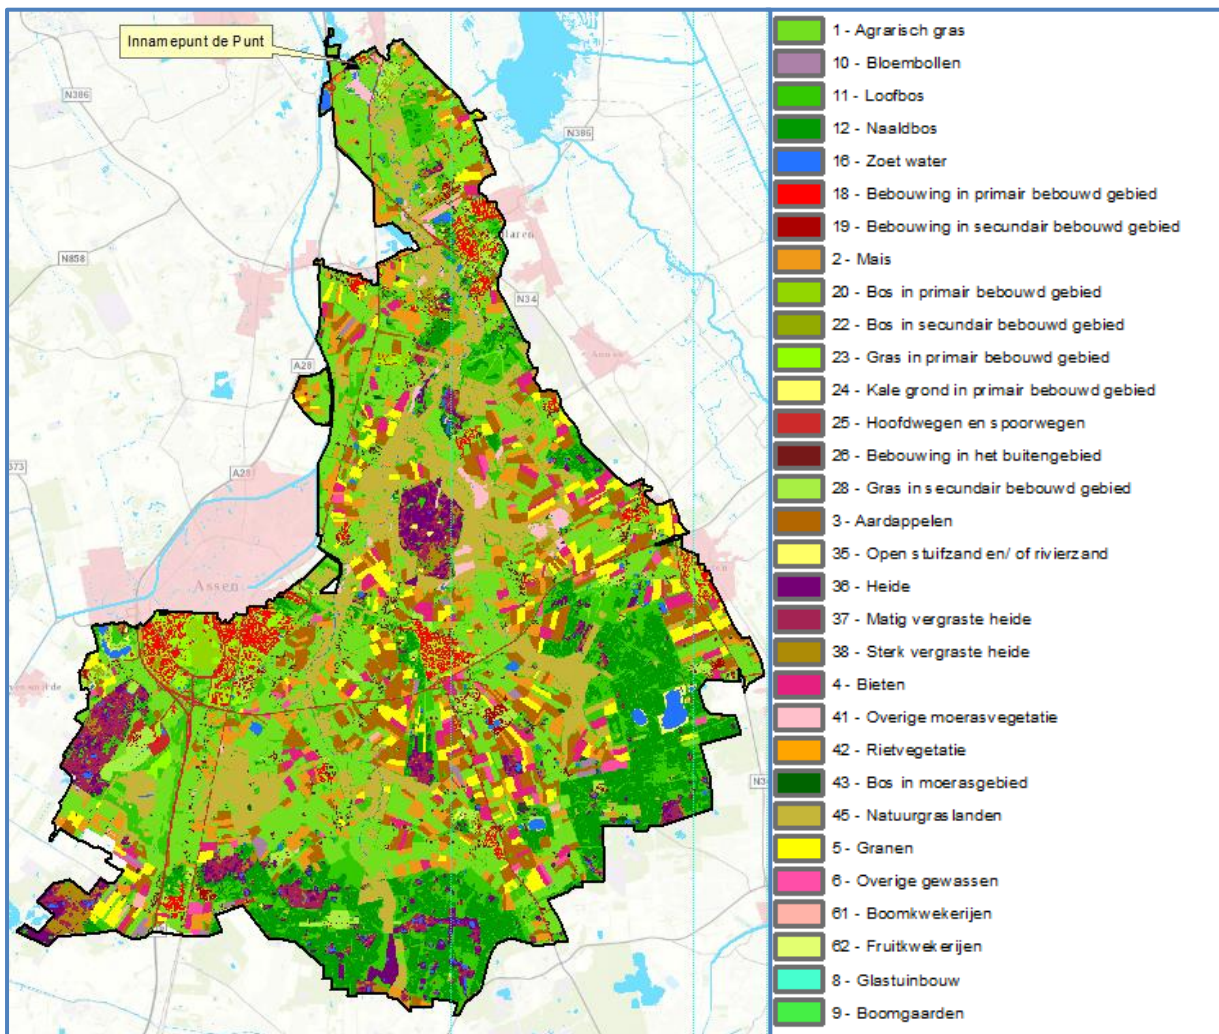 Innamepunt de Punt
N386
N386
laren
N858
N34
A28
A28
Assen
N3
1 - Agrarisch gras
10 - Bloembollen
11 - Loofbos
12 - Naaldbos
16 - Zoet water
18 - Bebouwing in primair bebouwd gebied
19 - Bebouwing in secundair bebouwd gebied
2 - Mais
20 - Bos in primair bebouwd gebied
22 - Bos in secundair bebouwd gebied
23 - Gras in primair bebouwd gebied
24 - Kale grond in primair bebouwd gebied
25 - Hoofdwegen en spoorwegen
26 - Bebouwing in het buitengebied
28 - Gras in secundair bebouwd gebied
3 - Aardappelen
35 - Open stuifzand en/ of rivierzand
36 - Heide
37 - Matig vergraste heide
38 - Sterk vergraste heide
4 - Bieten
41 - Overige moerasvegetatie
42 - Rietvegetatie
43 - Bos in moerasgebied
45 - Natuurgraslanden
5 - Granen
6 - Overige gewassen
61 - Boomkwekerijen
62 - Fruitkwekerijen
8 - Glastuinbouw
9 - Boomgaarden